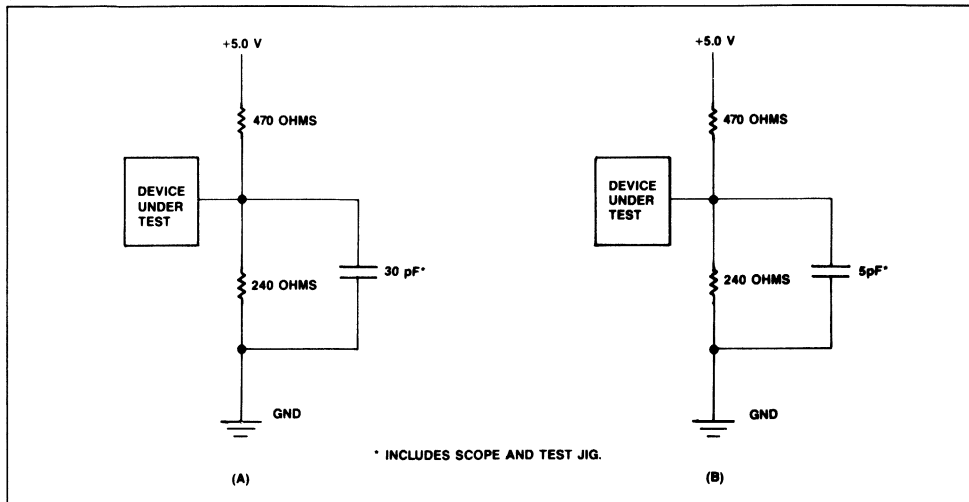 +5.0 V
470 OHMS
DEVICE
UNDER
TEST
30 pF*
240 OHMS
GND
(A)
+5.0 V
470 OHMS
DEVICE
UNDER
TEST
5pF*
240 OHMS
GND
(B)
* INCLUDES SCOPE AND TEST JIG.